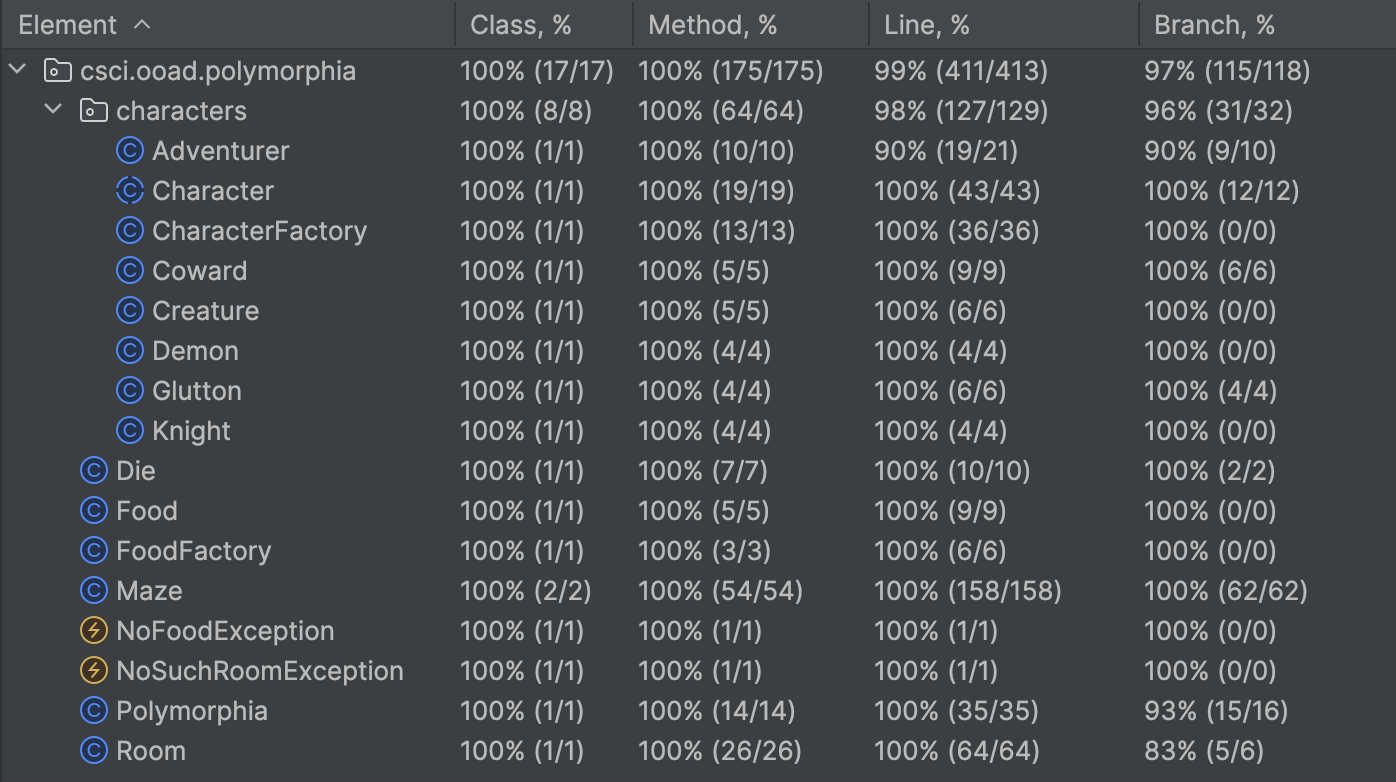 Element Class, % Method, % Line, % Branch, %
csci.ooad.polymorphia 100% (17/17) 100% (175/175) 99% (411/413) 97% (115/118)
characters 100% (8/8) 100% (64/64) 98% (127/129) 96% (31/32)
Adventurer 100% (1/1) 100% (10/10) 90% (19/21) 90% (9/10)
Character 100% (1/1) 100% (19/19) 100% (43/43) 100% (12/12)
CharacterFactory 100% (1/1) 100% (13/13) 100% (36/36) 100% (0/0)
Coward 100% (1/1) 100% (5/5) 100% (9/9) 100% (6/6)
Creature 100% (1/1) 100% (5/5) 100% (6/6) 100% (0/0)
Demon 100% (1/1) 100% (4/4) 100% (4/4) 100% (0/0)
Glutton 100% (1/1) 100% (4/4) 100% (6/6) 100% (4/4)
Knight 100% (1/1) 100% (4/4) 100% (4/4) 100% (0/0)
Die 100% (1/1) 100% (7/7) 100% (10/10) 100% (2/2)
Food 100% (1/1) 100% (5/5) 100% (9/9) 100% (0/0)
FoodFactory 100% (1/1) 100% (3/3) 100% (6/6) 100% (0/0)
Maze 100% (2/2) 100% (54/54) 100% (158/158) 100% (62/62)
NoFoodException 100% (1/1) 100% (1/1) 100% (1/1) 100% (0/0)
NoSuchRoomException 100% (1/1) 100% (1/1) 100% (1/1) 100% (0/0)
Polymorphia 100% (1/1) 100% (14/14) 100% (35/35) 93% (15/16)
Room 100% (1/1) 100% (26/26) 100% (64/64) 83% (5/6)